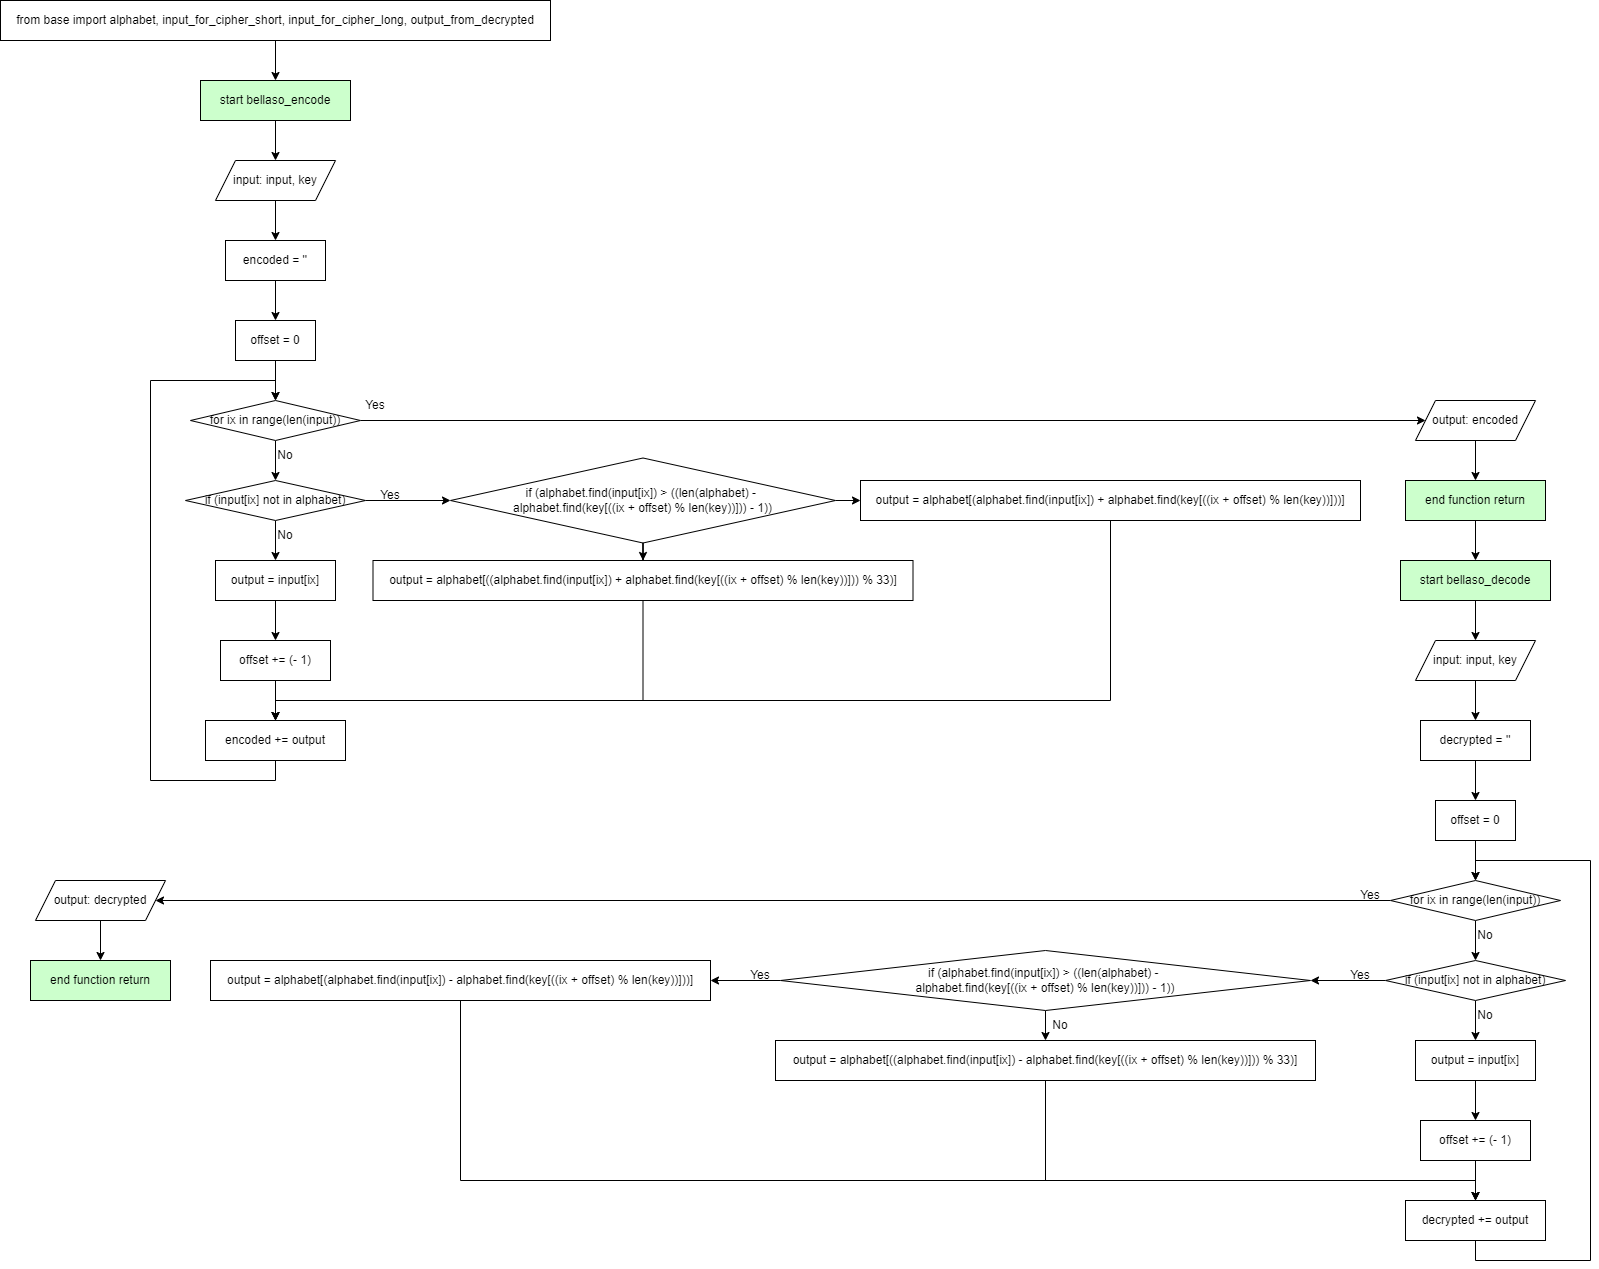 from base import alphabet, input_for_cipher_short, input_for_cipher_long, output_from_decrypted
start bellaso_encode
input: input, key
encoded = "
offset = 0
for ix in range(len(input))
Yes
No
if (input[ix] not in alphabet)
Yes
No
if (alphabet.find(input[ix]) > ((len(alphabet) -
alphabet.find(key[((ix + offset) % len(key))])) - 1))
output = alphabet[(alphabet.find(input[ix]) + alphabet.find(key[((ix + offset) % len(key))]))]
output = input[ix]
output = alphabet[((alphabet.find(input[ix]) + alphabet.find(key[((ix + offset) % len(key))])) % 33)]
offset += (- 1)
encoded += output
output: encoded
end function return
start bellaso_decode
input: input, key
decrypted = "
offset = 0
for ix in range(len(input))
Yes
No
output: decrypted
end function return
if (input[ix] not in alphabet)
Yes
No
if (alphabet.find(input[ix]) > ((len(alphabet) -
alphabet.find(key[((ix + offset) % len(key))])) - 1))
Yes
No
output = alphabet[(alphabet.find(input[ix]) - alphabet.find(key[((ix + offset) % len(key))]))]
output = alphabet[((alphabet.find(input[ix]) - alphabet.find(key[((ix + offset) % len(key))])) % 33)]
output = input[ix]
offset += (- 1)
decrypted += output